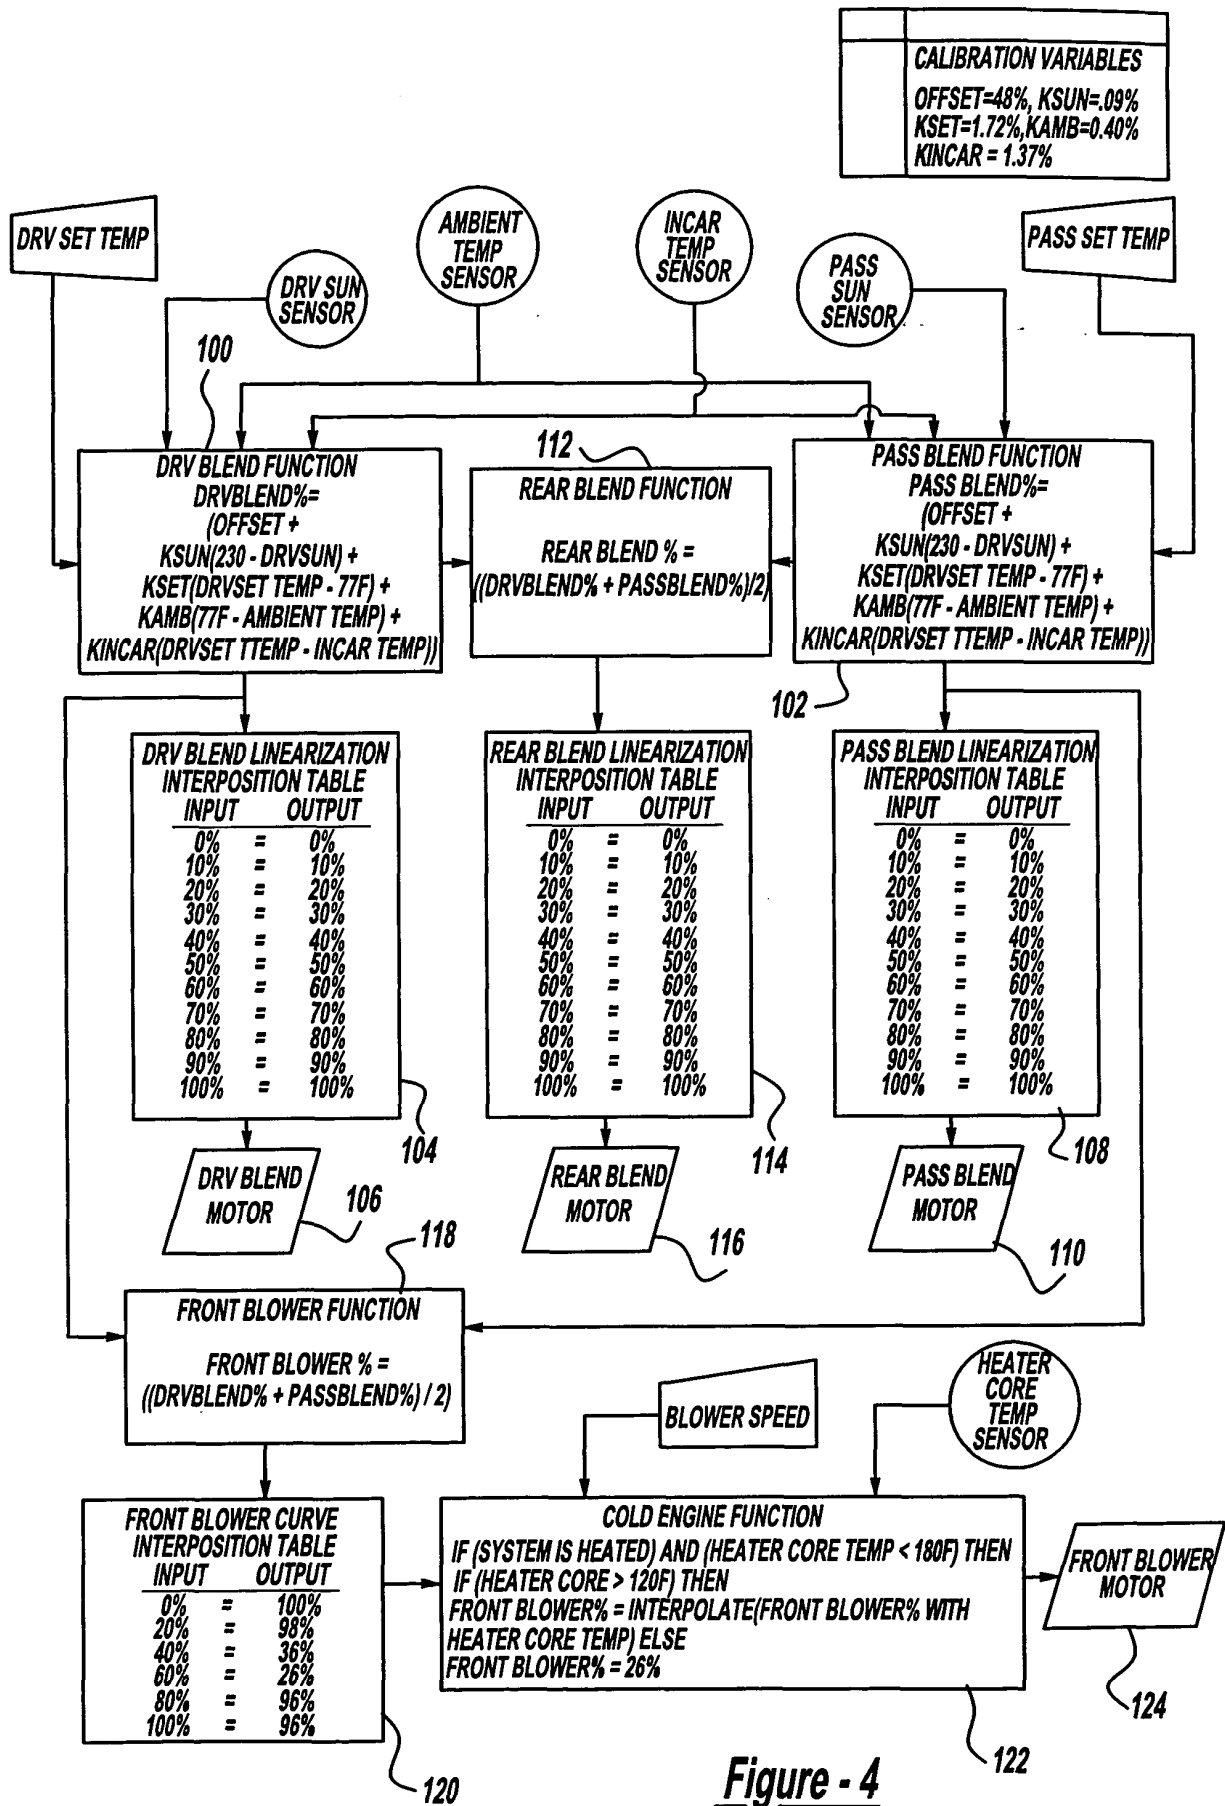 CALIBRATION VARIABLES
OFFSET=48%, KSUN=.09%
KSET=1.72%,KAMB=0.40%
KINCAR = 1.37%
DRV SET TEMP
DRV SUN
SENSOR
AMBIENT
TEMP
SENSOR
INCAR
TEMP
SENSOR
PASS
SUN
SENSOR
PASS SET TEMP
100
DRV BLEND FUNCTION
DRVBLEND%=
(OFFSET +
KSUN(230 - DRVSUN) +
KSET(DRVSET TEMP - 77F) +
KAMB(77F - AMBIENT TEMP) +
KINCAR(DRVSET TTEMP - INCAR TEMP))
112
REAR BLEND FUNCTION
REAR BLEND % =
((DRVBLEND% + PASSBLEND%)/2)
PASS BLEND FUNCTION
PASS BLEND%=
(OFFSET +
KSUN(230 - DRVSUN) +
KSET(DRVSET TEMP - 77F) +
KAMB(77F - AMBIENT TEMP) +
KINCAR(DRVSET TTEMP - INCAR TEMP))
102
DRV BLEND LINEARIZATION
INTERPOSITION TABLE
INPUT OUTPUT
0% = 0%
10% = 10%
20% = 20%
30% = 30%
40% = 40%
50% = 50%
60% = 60%
70% = 70%
80% = 80%
90% = 90%
100% = 100%
104
REAR BLEND LINEARIZATION
INTERPOSITION TABLE
INPUT OUTPUT
0% = 0%
10% = 10%
20% = 20%
30% = 30%
40% = 40%
50% = 50%
60% = 60%
70% = 70%
80% = 80%
90% = 90%
100% = 100%
114
PASS BLEND LINEARIZATION
INTERPOSITION TABLE
INPUT OUTPUT
0% = 0%
10% = 10%
20% = 20%
30% = 30%
40% = 40%
50% = 50%
60% = 60%
70% = 70%
80% = 80%
90% = 90%
100% = 100%
108
DRV BLEND
MOTOR
106
REAR BLEND
MOTOR
116
PASS BLEND
MOTOR
110
118
FRONT BLOWER FUNCTION
FRONT BLOWER % =
((DRVBLEND% + PASSBLEND%) / 2)
BLOWER SPEED
HEATER
CORE
TEMP
SENSOR
FRONT BLOWER CURVE
INTERPOSITION TABLE
INPUT OUTPUT
0% = 100%
20% = 98%
40% = 36%
60% = 26%
80% = 96%
100% = 96%
120
COLD ENGINE FUNCTION
IF (SYSTEM IS HEATED) AND (HEATER CORE TEMP < 180F) THEN
IF (HEATER CORE > 120F) THEN
FRONT BLOWER% = INTERPOLATE(FRONT BLOWER% WITH
HEATER CORE TEMP) ELSE
FRONT BLOWER% = 26%
122
FRONT BLOWER
MOTOR
124
Figure - 4